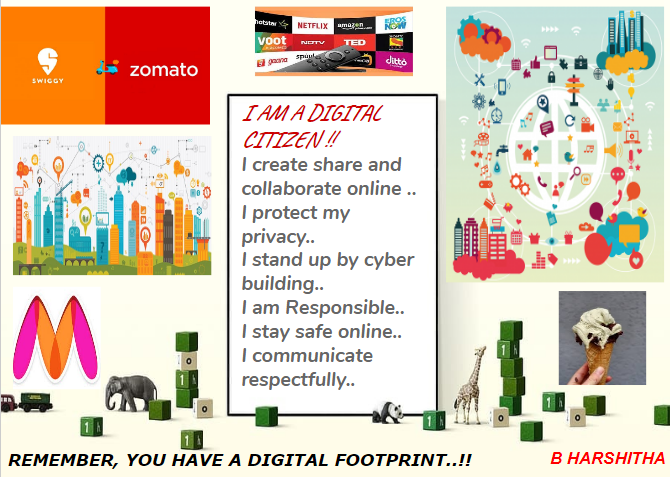 SWIGGY
zomato
hotstar
NETFLIX
amazon
EROS
NOW
voot
NDTV
TED
gaana
ditto
I AM A DIGITAL
CITIZEN !!
I create share and
collaborate online ..
I protect my
privacy..
I stand up by cyber
building..
I am Responsible..
I stay safe online..
I communicate
respectfully..
REMEMBER, YOU HAVE A DIGITAL FOOTPRINT..!!
B HARSHITHA